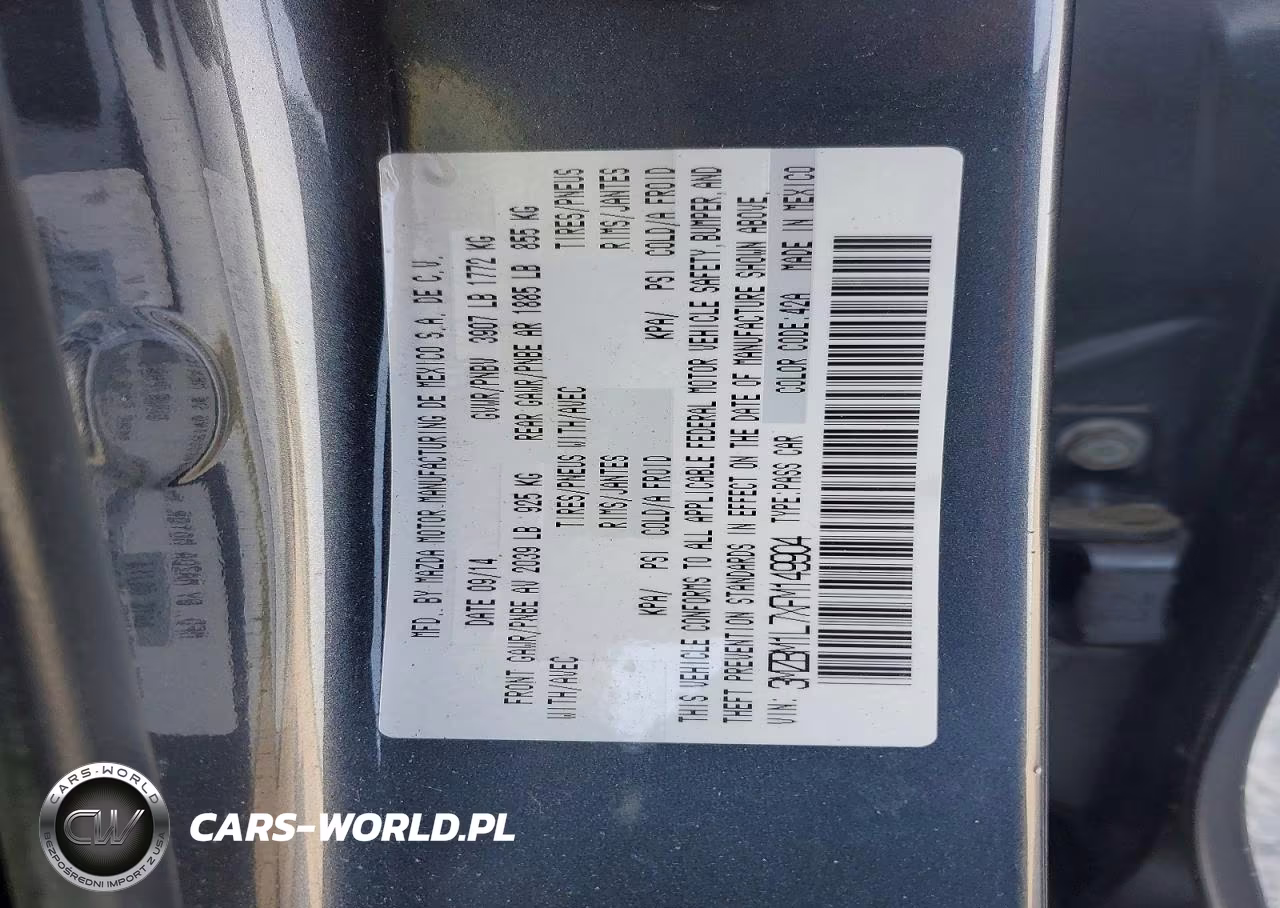 MFD. BY MAZDA MOTOR MANUFACTURING DE MEXICO S.A. DE C.V.
DATE 09/14 GVWR/PNBV 3907 LB 1772 KG
FRONT GAWR/PNBE AV 2039 LB 925 KG REAR GAWR/PNBE AR 1885 LB 855 KG
WITH/AVEC TIRES/PNEUS WITH/AVEC TIRES/PNEUS
RIMS/JANTES RIMS/JANTES
KPA/ PSI COLD/A FROID KPA/ PSI COLD/A FROID
THIS VEHICLE CONFORMS TO ALL APPLICABLE FEDERAL MOTOR VEHICLE SAFETY, BUMPER, AND
THEFT PREVENTION STANDARDS IN EFFECT ON THE DATE OF MANUFACTURE SHOWN ABOVE.
VIN: 3MZBM1L7XFM149904 TYPE:PASS CAR COLOR CODE:42A MADE IN MEXICO
CARS-WORLD
CW
BEZPOŚREDNI IMPORT Z USA
CARS-WORLD.PL